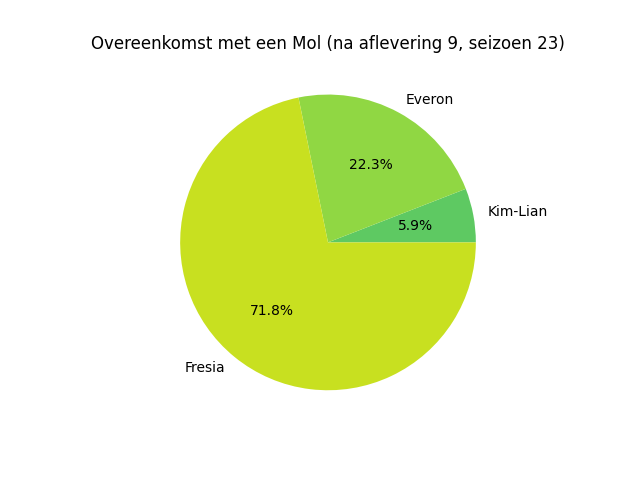 Overeenkomst met een Mol (na aflevering 9, seizoen 23)
Everon
22.3%
Kim-Lian
5.9%
71.8%
Fresia